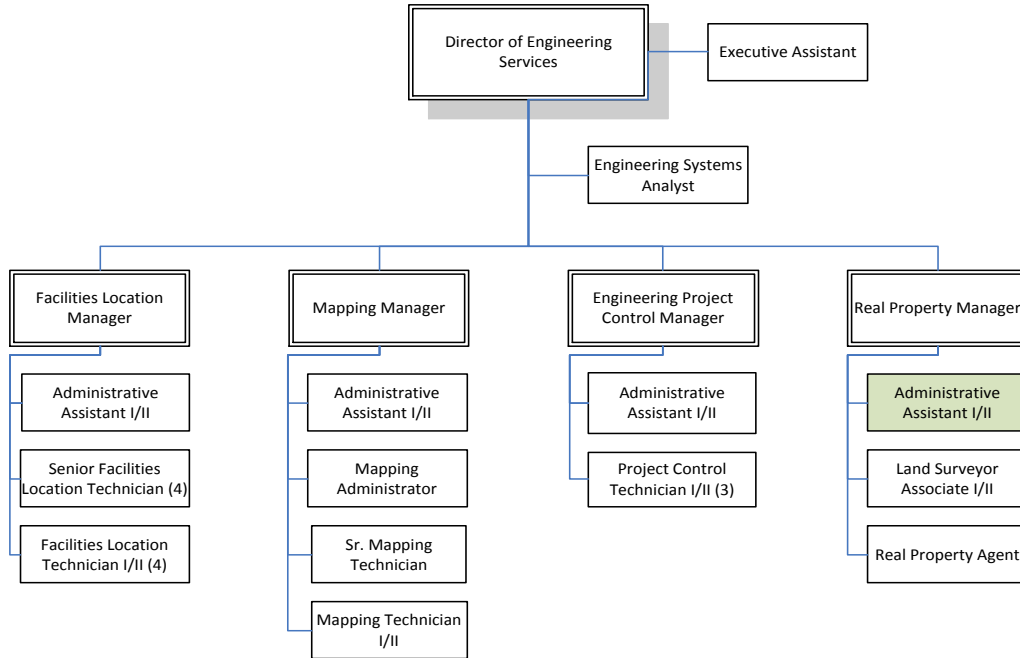 Director of Engineering
Services
Executive Assistant
Engineering Systems
Analyst
Facilities Location
Manager
Mapping Manager
Engineering Project
Control Manager
Real Property Manager
Administrative
Assistant I/II
Administrative
Assistant I/II
Administrative
Assistant I/II
Administrative
Assistant I/II
Senior Facilities
Location Technician (4)
Mapping
Administrator
Project Control
Technician I/II (3)
Land Surveyor
Associate I/II
Facilities Location
Technician I/II (4)
Sr. Mapping
Technician
Real Property Agent
Mapping Technician
I/II